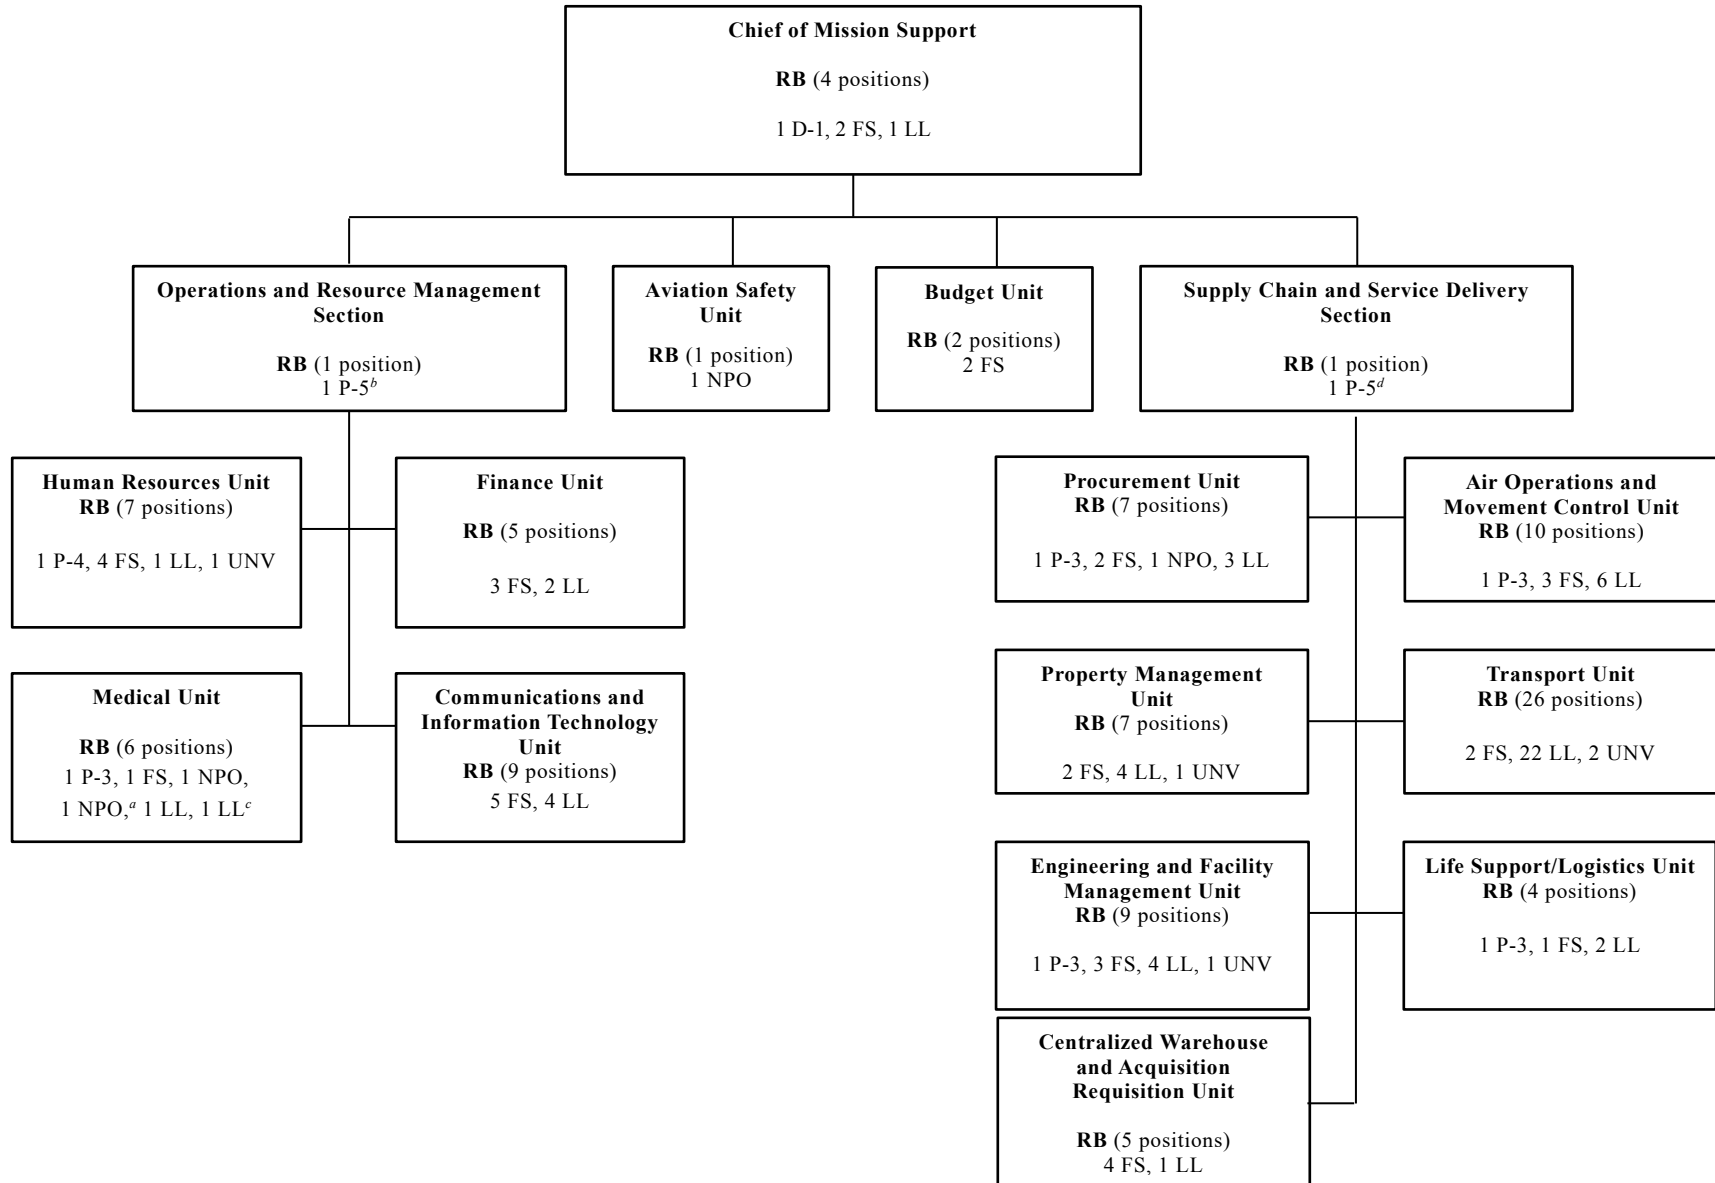 Chief of Mission Support
RB (4 positions)
1 D-1, 2 FS, 1 LL
Operations and Resource Management
Section
RB (1 position)
1 P-5b
Aviation Safety
Unit
RB (1 position)
1 NPO
Budget Unit
RB (2 positions)
2 FS
Supply Chain and Service Delivery
Section
RB (1 position)
1 P-5d
Human Resources Unit
RB (7 positions)
1 P-4, 4 FS, 1 LL, 1 UNV
Finance Unit
RB (5 positions)
3 FS, 2 LL
Procurement Unit
RB (7 positions)
1 P-3, 2 FS, 1 NPO, 3 LL
Air Operations and
Movement Control Unit
RB (10 positions)
1 P-3, 3 FS, 6 LL
Medical Unit
RB (6 positions)
1 P-3, 1 FS, 1 NPO,
1 NPO,a 1 LL, 1 LLc
Communications and
Information Technology
Unit
RB (9 positions)
5 FS, 4 LL
Property Management
Unit
RB (7 positions)
2 FS, 4 LL, 1 UNV
Transport Unit
RB (26 positions)
2 FS, 22 LL, 2 UNV
Engineering and Facility
Management Unit
RB (9 positions)
1 P-3, 3 FS, 4 LL, 1 UNV
Life Support/Logistics Unit
RB (4 positions)
1 P-3, 1 FS, 2 LL
Centralized Warehouse
and Acquisition
Requisition Unit
RB (5 positions)
4 FS, 1 LL